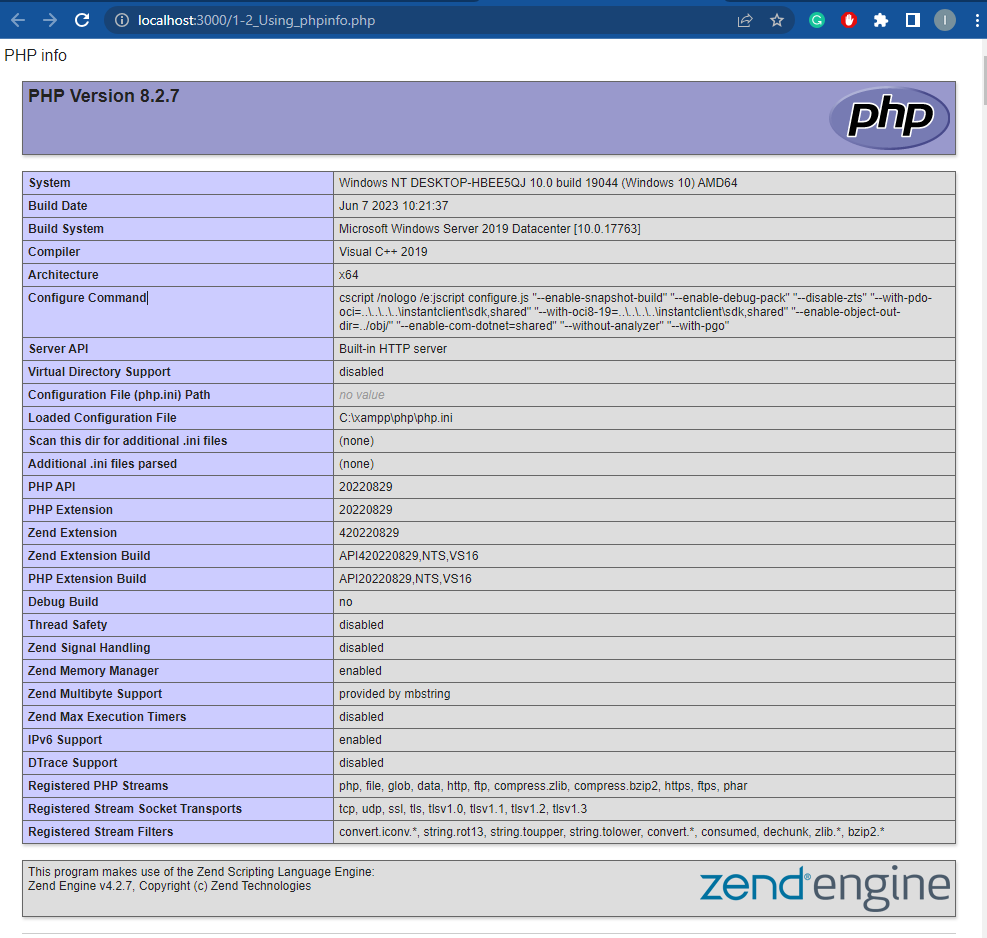 localhost:3000/1-2_Using_phpinfo.php
G
I
PHP info
PHP Version 8.2.7
php
System Windows NT DESKTOP-HBEE5QJ 10.0 build 19044 (Windows 10) AMD64
Build Date Jun 7 2023 10:21:37
Build System Microsoft Windows Server 2019 Datacenter [10.0.17763]
Compiler Visual C++ 2019
Architecture x64
Configure Command cscript /nologo /e:jscript configure.js "--enable-snapshot-build" "--enable-debug-pack" "--disable-zts" "--with-pdo-
oci=..\..\..\..\instantclient\sdk,shared" "--with-oci8-19=..\..\..\..\instantclient\sdk,shared" "--enable-object-out-
dir=../obj/" "--enable-com-dotnet=shared" "--without-analyzer" "--with-pgo"
Server API Built-in HTTP server
Virtual Directory Support disabled
Configuration File (php.ini) Path no value
Loaded Configuration File C:\xampp\php\php.ini
Scan this dir for additional .ini files (none)
Additional .ini files parsed (none)
PHP API 20220829
PHP Extension 20220829
Zend Extension 420220829
Zend Extension Build API420220829,NTS,VS16
PHP Extension Build API20220829,NTS,VS16
Debug Build no
Thread Safety disabled
Zend Signal Handling disabled
Zend Memory Manager enabled
Zend Multibyte Support provided by mbstring
Zend Max Execution Timers disabled
IPv6 Support enabled
DTrace Support disabled
Registered PHP Streams php, file, glob, data, http, ftp, compress.zlib, compress.bzip2, https, ftps, phar
Registered Stream Socket Transports tcp, udp, ssl, tls, tlsv1.0, tlsv1.1, tlsv1.2, tlsv1.3
Registered Stream Filters convert.iconv.*, string.rot13, string.toupper, string.tolower, convert.*, consumed, dechunk, zlib.*, bzip2.*
This program makes use of the Zend Scripting Language Engine:
Zend Engine v4.2.7, Copyright (c) Zend Technologies
zend® engine